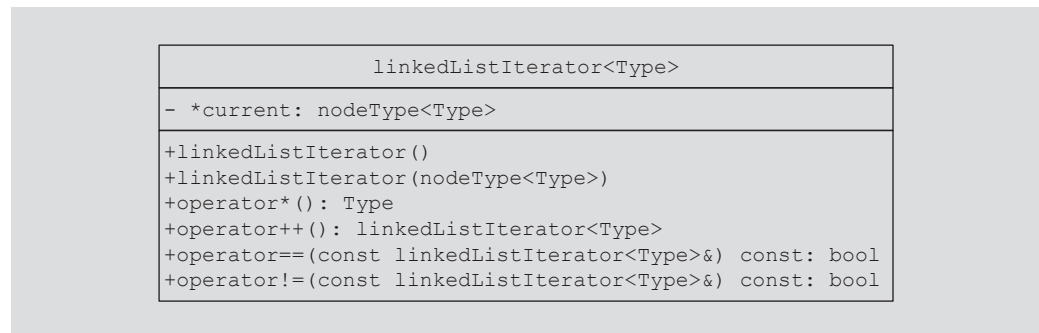 linkedListIterator<Type>
- *current: nodeType<Type>
+linkedListIterator()
+linkedListIterator(nodeType<Type>)
+operator*(): Type
+operator++(): linkedListIterator<Type>
+operator==(const linkedListIterator<Type>&) const: bool
+operator!=(const linkedListIterator<Type>&) const: bool